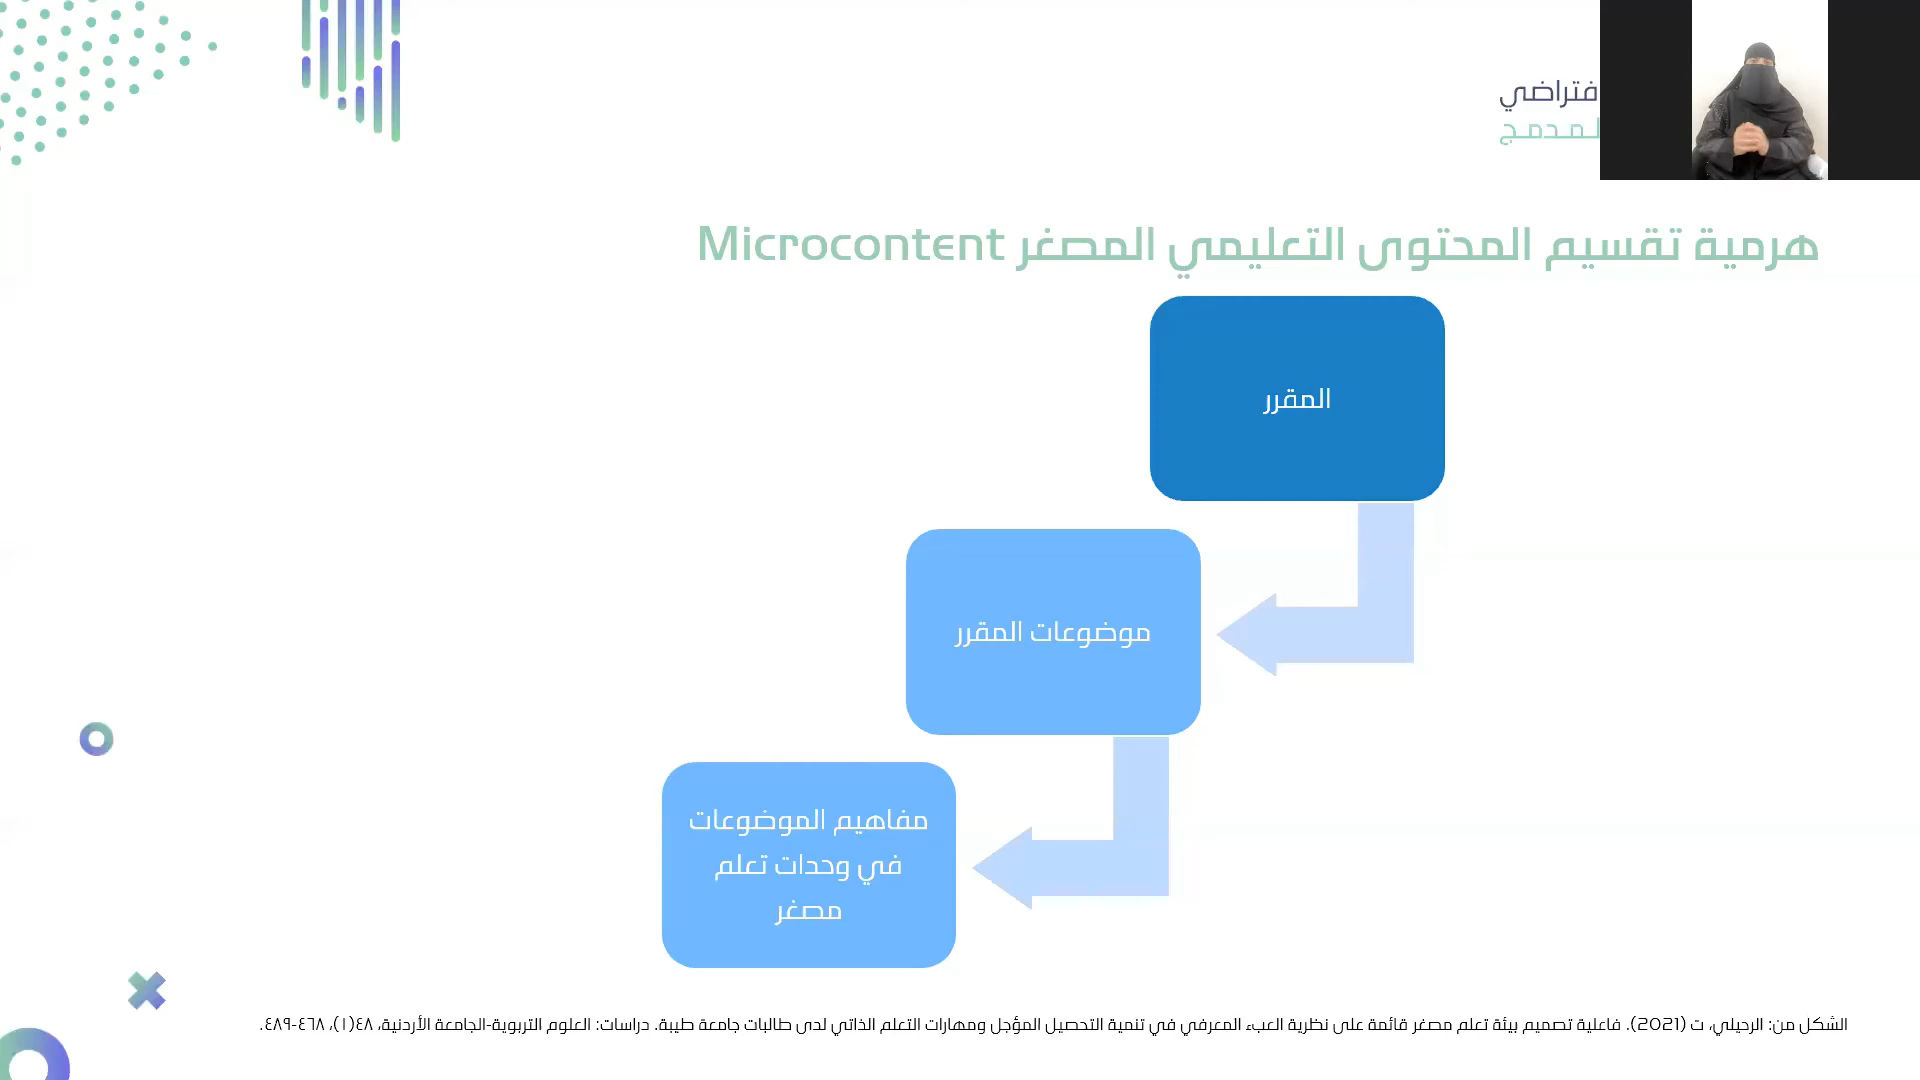 فتراضي
لمدمج
هرمية تقسيم المحتوى التعليمي المصغر Microcontent
المقرر
موضوعات المقرر
مفاهيم الموضوعات
في وحدات تعلم
مصغر
الشكل من: الرحيلي، ت (2021). فاعلية تصميم بيئة تعلم مصغر قائمة على نظرية العبء المعرفي في تنمية التحصيل المؤجل ومهارات التعلم الذاتي لدى طالبات جامعة طيبة. دراسات: العلوم التربوية-الجامعة الأردنية، ٤٨(١)، ٤٦٨-٤٨٩.